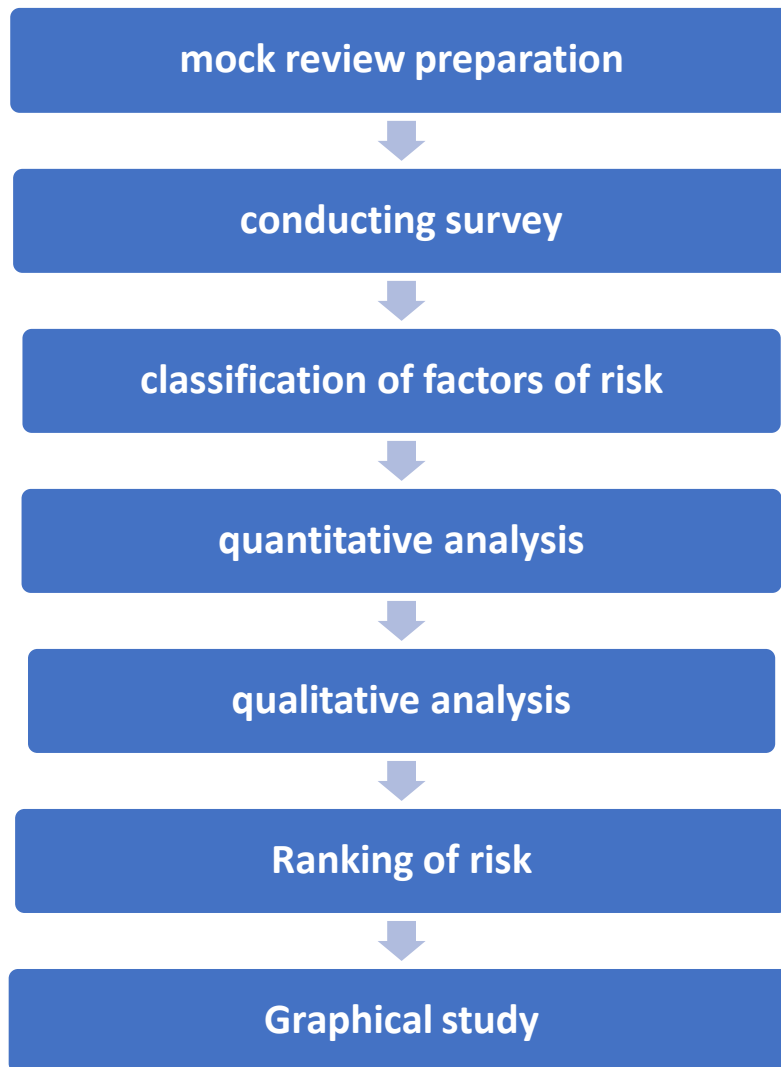 mock review preparation
conducting survey
classification of factors of risk
quantitative analysis
qualitative analysis
Ranking of risk
Graphical study